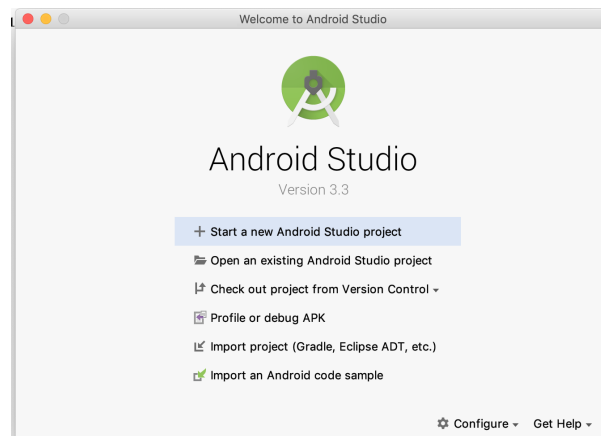 Welcome to Android Studio
Android Studio
Version 3.3
Start a new Android Studio project
Open an existing Android Studio project
Check out project from Version Control
Profile or debug APK
Import project (Gradle, Eclipse ADT, etc.)
Import an Android code sample
Configure Get Help